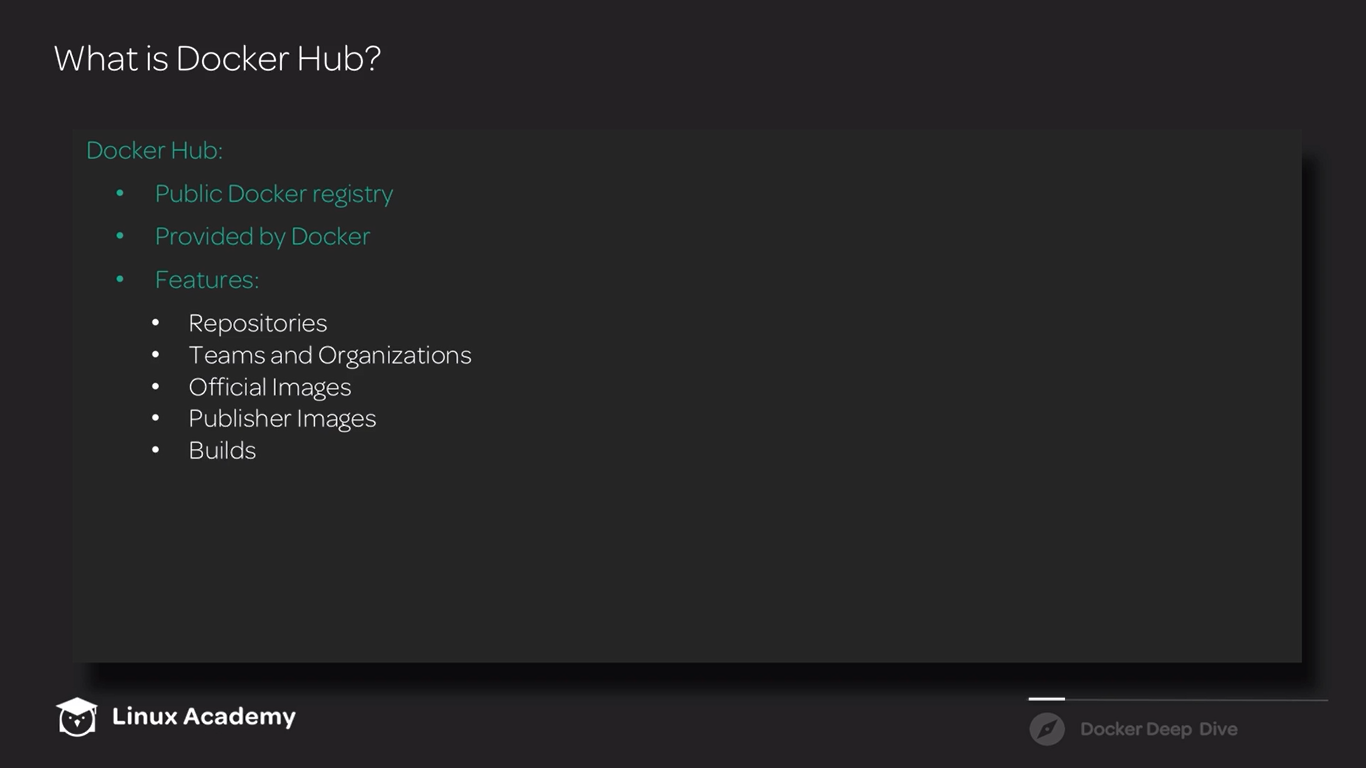 What is Docker Hub?
Docker Hub:
• Public Docker registry
• Provided by Docker
• Features:
• Repositories
• Teams and Organizations
• Official Images
• Publisher Images
• Builds
Linux Academy
Docker Deep Dive